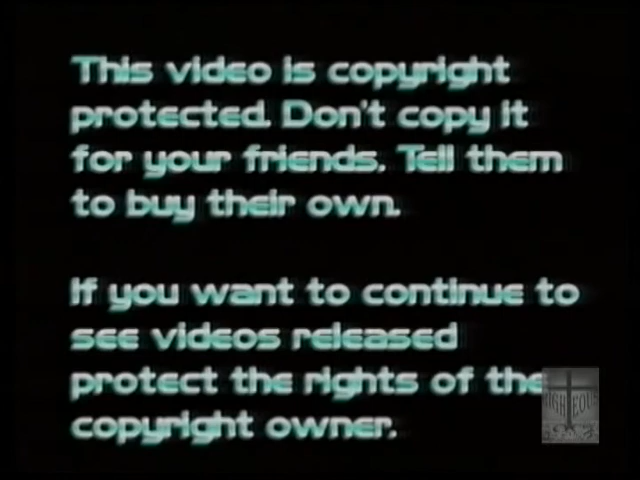 This video is copyright
protected. Don't copy it
for your friends. Tell them
to buy their own.
If you want to continue to
see videos released
protect the rights of the
copyright owner.
RIGHTEOUS